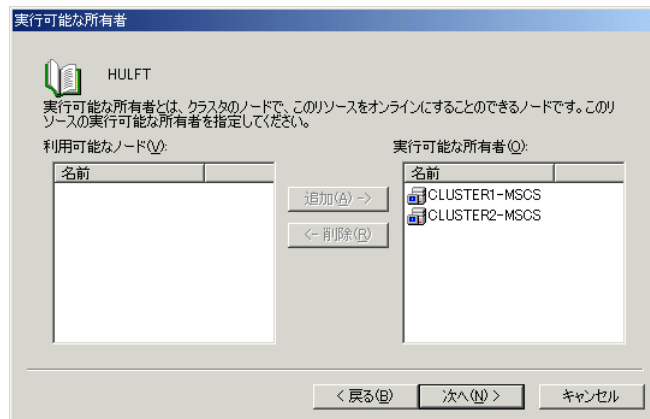 実行可能な所有者
HULFT
実行可能な所有者とは、クラスタのノードで、このリソースをオンラインにすることのできるノードです。このリ
ソースの実行可能な所有者を指定してください。
利用可能なノード(V):
実行可能な所有者(O):
名前
名前
CLUSTER1-MSCS
CLUSTER2-MSCS
追加(A) ->
<- 削除(R)
< 戻る(B)
次へ(N) >
キャンセル